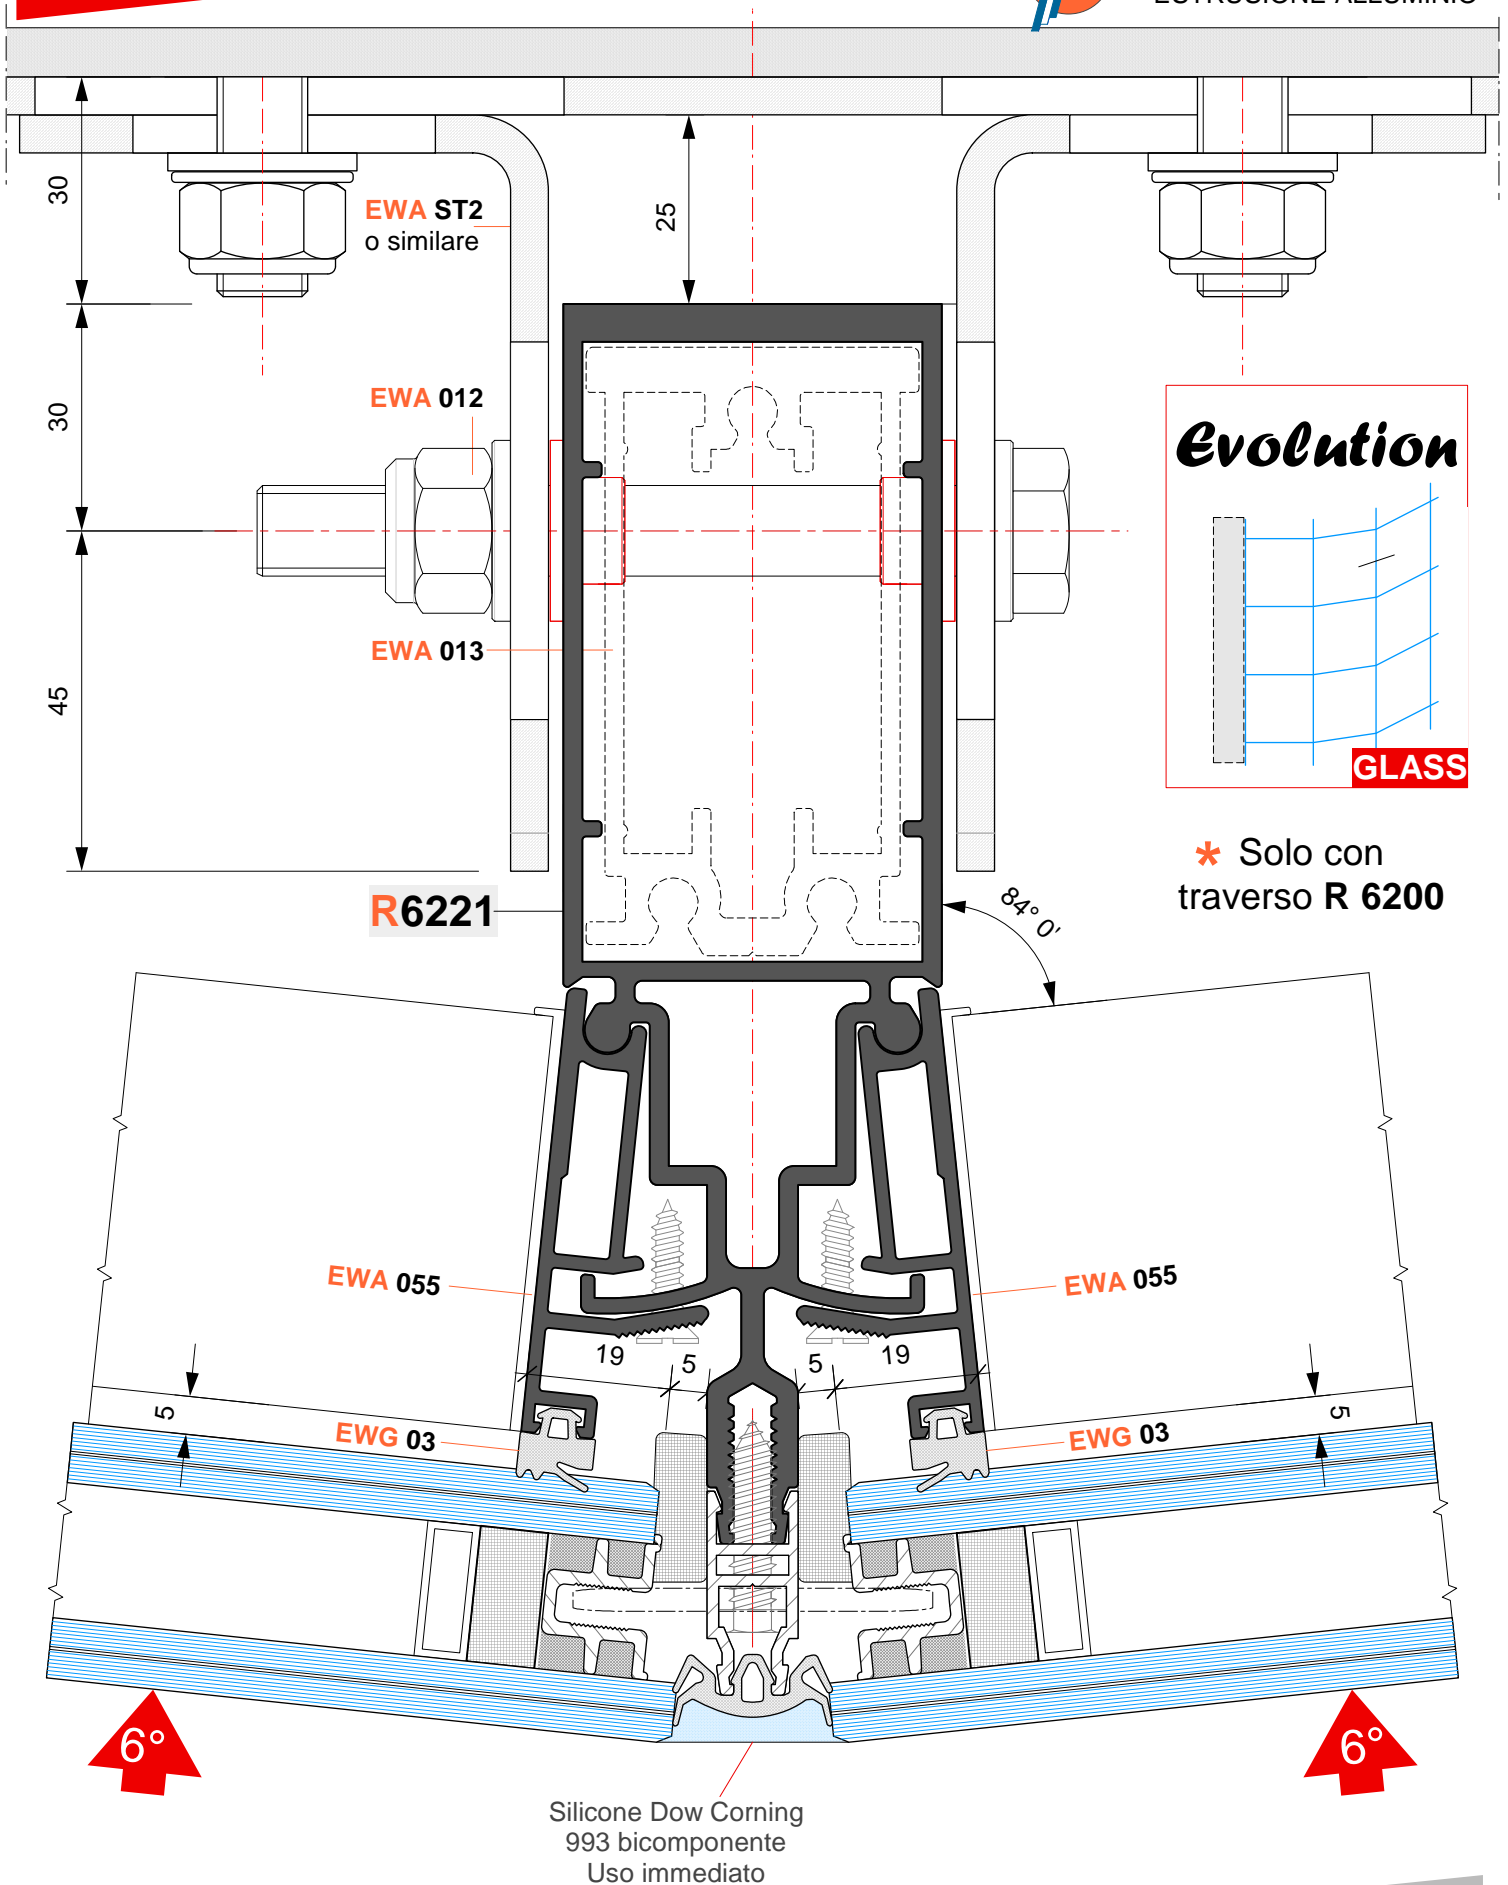 ESTRUSIONE ALLUMINIO
30
EWA ST2
o similare
25
30
EWA 012
Evolution
EWA 013
45
GLASS
* Solo con
traverso R 6200
R6221
84° 0'
EWA 055
EWA 055
19
5
5
19
5
5
EWG 03
EWG 03
6°
6°
Silicone Dow Corning
993 bicomponente
Uso immediato